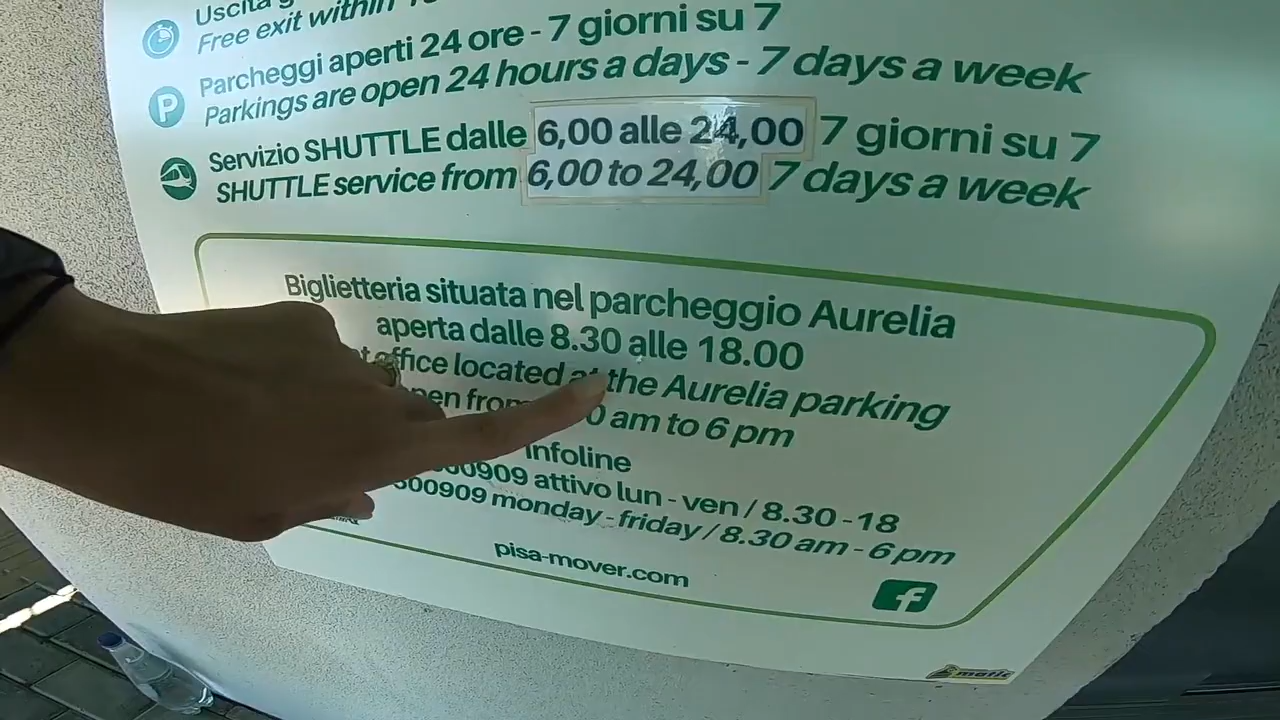 Uscita
Free exit within
Parcheggi aperti 24 ore - 7 giorni su 7
P
Parkings are open 24 hours a days - 7 days a week
Servizio SHUTTLE dalle 6,00 alle 24,00 7 giorni su 7
SHUTTLE service from 6,00 to 24,00 7 days a week
Biglietteria situata nel parcheggio Aurelia
aperta dalle 8.30 alle 18.00
office located at the Aurelia parking
from 0 am to 6 pm
Infoline
00909 attivo lun - ven / 8.30 - 18
500909 monday - friday / 8.30 am - 6 pm
pisa-mover.com
f
matic